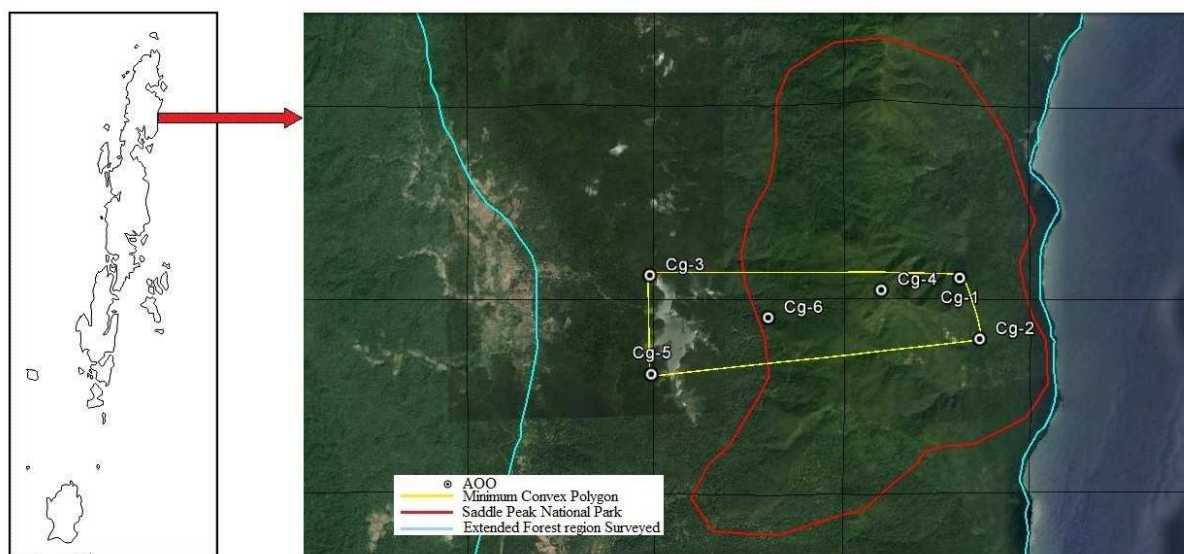 Cg-3
Cg-4
Cg-1
Cg-6
Cg-2
Cg-5
AOO
Minimum Convex Polygon
Saddle Peak National Park
Extended Forest region Surveyed